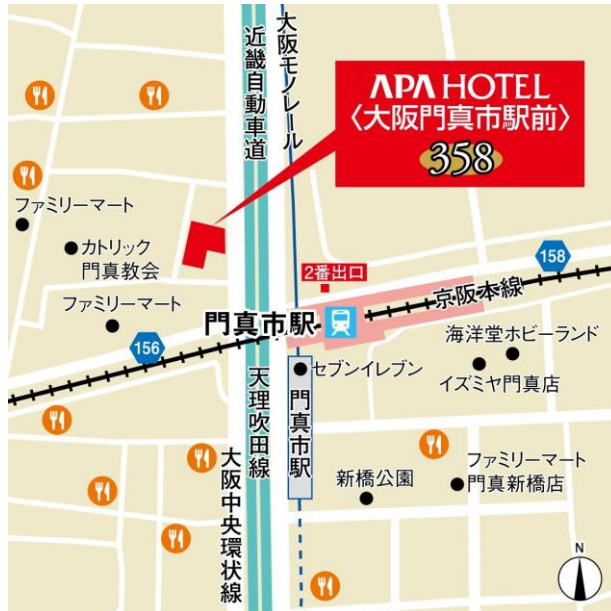 近畿自動車道
大阪モノレール
APA HOTEL
〈大阪門真市駅前〉
358
ファミリーマート
カトリック
門真教会
ファミリーマート
2番出口
158
京阪本線
門真市駅
156
海洋堂ホビーランド
イズミヤ門真店
セブンイレブン
天理吹田線
門真市駅
大阪中央環状線
新橋公園
ファミリーマート
門真新橋店
N